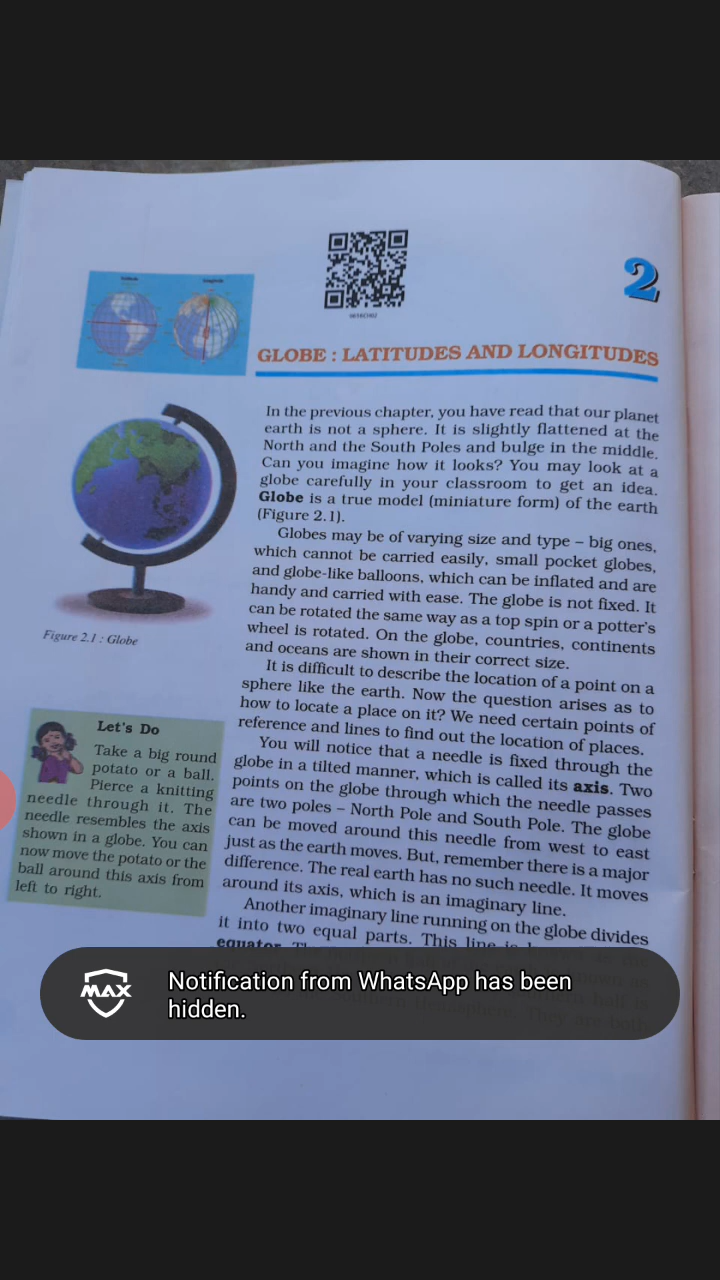 2
GLOBE : LATITUDES AND LONGITUDES
In the previous chapter, you have read that our planet
earth is not a sphere. It is slightly flattened at the
North and the South Poles and bulge in the middle.
Can you imagine how it looks? You may look at a
globe carefully in your classroom to get an idea.
Globe is a true model (miniature form) of the earth
(Figure 2.1).
Globes may be of varying size and type – big ones,
which cannot be carried easily, small pocket globes,
and globe-like balloons, which can be inflated and are
handy and carried with ease. The globe is not fixed. It
can be rotated the same way as a top spin or a potter's
wheel is rotated. On the globe, countries, continents
and oceans are shown in their correct size.
It is difficult to describe the location of a point on a
sphere like the earth. Now the question arises as to
how to locate a place on it? We need certain points of
reference and lines to find out the location of places.
You will notice that a needle is fixed through the
globe in a tilted manner, which is called its axis. Two
points on the globe through which the needle passes
are two poles – North Pole and South Pole. The globe
can be moved around this needle from west to east
just as the earth moves. But, remember there is a major
difference. The real earth has no such needle. It moves
around its axis, which is an imaginary line.
Another imaginary line running on the globe divides
it into two equal parts. This line is known as the
equator.
Figure 2.1 : Globe
Let's Do
Take a big round
potato or a ball.
Pierce a knitting
needle through it. The
needle resembles the axis
shown in a globe. You can
now move the potato or the
ball around this axis from
left to right.
MAX
Notification from WhatsApp has been
hidden.